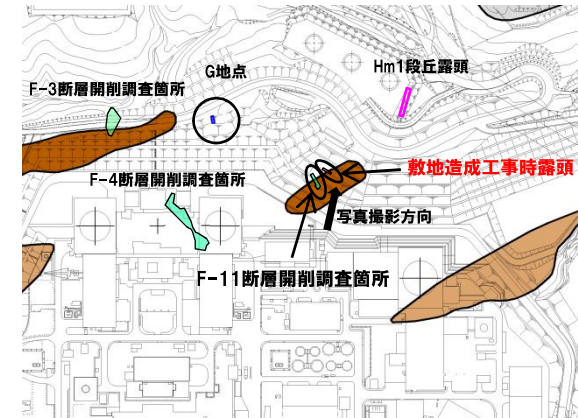 G地点
Hm1段丘露頭
F-3断層開削調査箇所
敷地造成工事時露頭
F-4断層開削調査箇所
写真撮影方向
F-11断層開削調査箇所